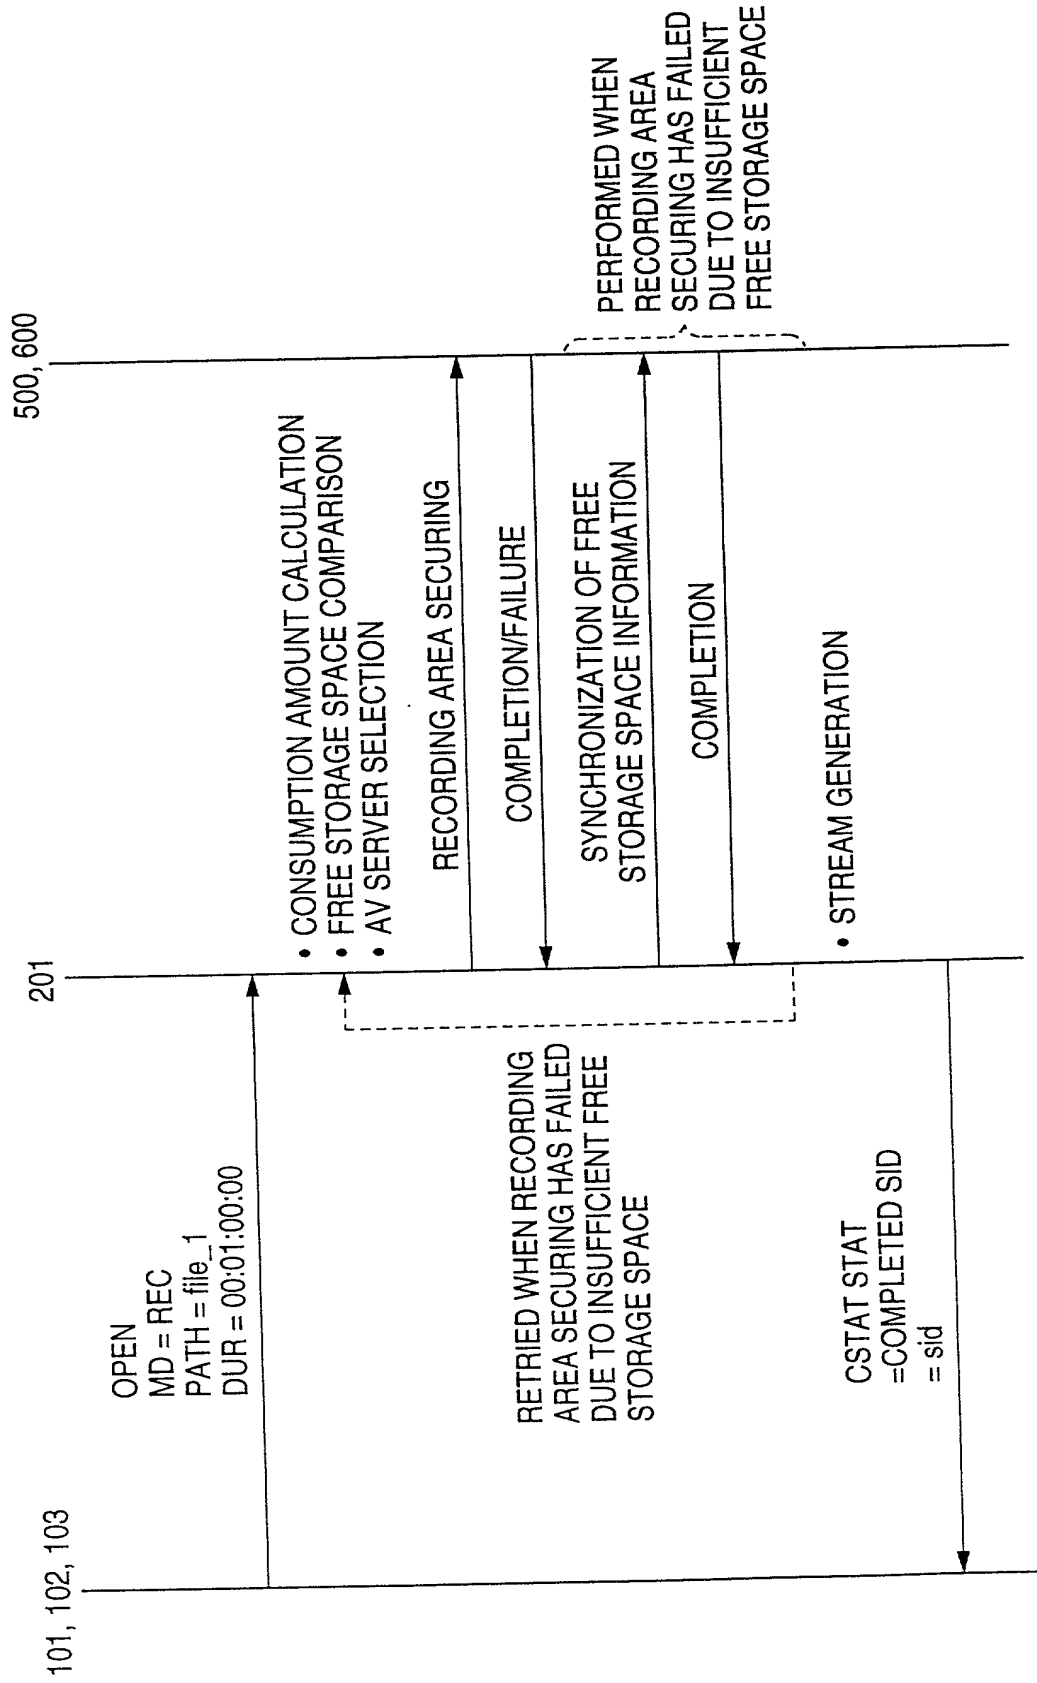 101, 102, 103
201
500, 600
OPEN
MD = REC
PATH = file_1
DUR = 00:01:00:00
• CONSUMPTION AMOUNT CALCULATION
• FREE STORAGE SPACE COMPARISON
• AV SERVER SELECTION
RECORDING AREA SECURING
COMPLETION/FAILURE
SYNCHRONIZATION OF FREE
STORAGE SPACE INFORMATION
COMPLETION
PERFORMED WHEN
RECORDING AREA
SECURING HAS FAILED
DUE TO INSUFFICIENT
FREE STORAGE SPACE
RETRIED WHEN RECORDING
AREA SECURING HAS FAILED
DUE TO INSUFFICIENT FREE
STORAGE SPACE
• STREAM GENERATION
CSTAT STAT
=COMPLETED SID
= sid